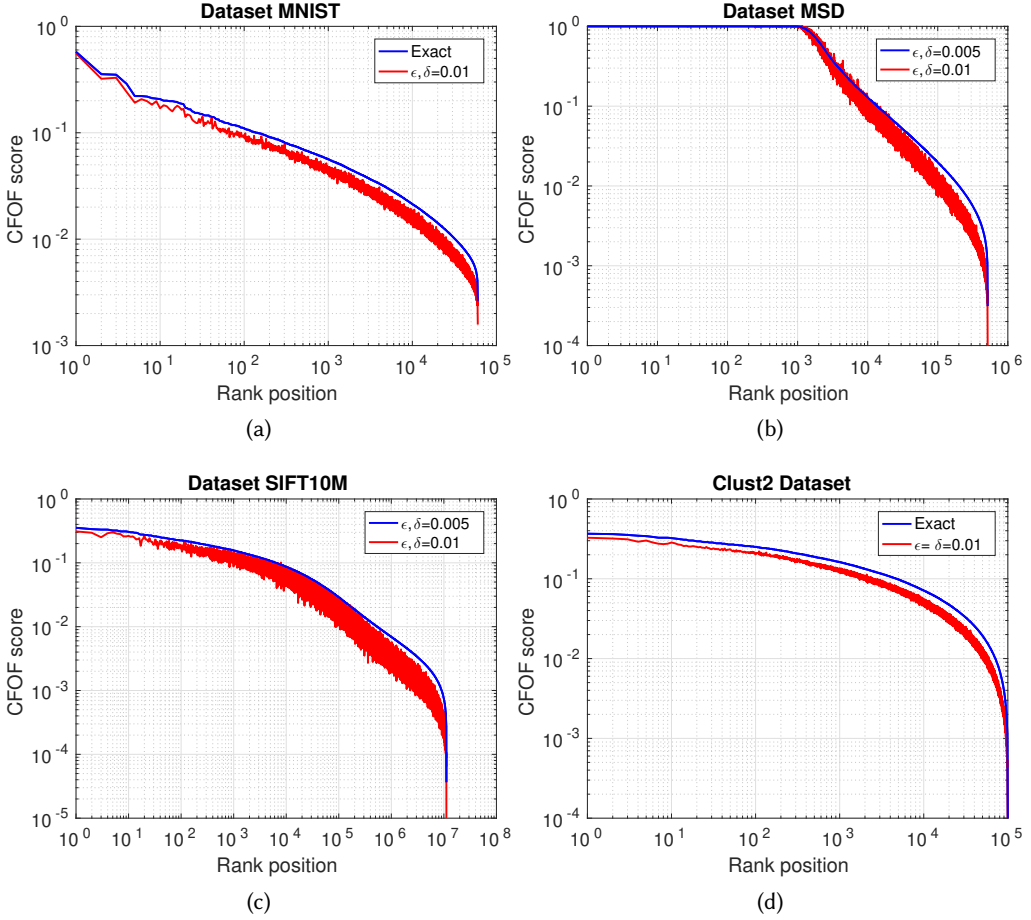 Dataset MNIST
10^0
10^-1
10^-2
10^-3
CFOF score
Exact
ϵ, δ=0.01
10^0 10^1 10^2 10^3 10^4 10^5
Rank position
(a)
Dataset MSD
10^0
10^-1
10^-2
10^-3
10^-4
CFOF score
ϵ, δ=0.005
ϵ, δ=0.01
10^0 10^1 10^2 10^3 10^4 10^5 10^6
Rank position
(b)
Dataset SIFT10M
10^0
10^-1
10^-2
10^-3
10^-4
10^-5
CFOF score
ϵ, δ=0.005
ϵ, δ=0.01
10^0 10^1 10^2 10^3 10^4 10^5 10^6 10^7 10^8
Rank position
(c)
Clust2 Dataset
10^0
10^-1
10^-2
10^-3
10^-4
CFOF score
Exact
ϵ= δ=0.01
10^0 10^1 10^2 10^3 10^4 10^5
Rank position
(d)